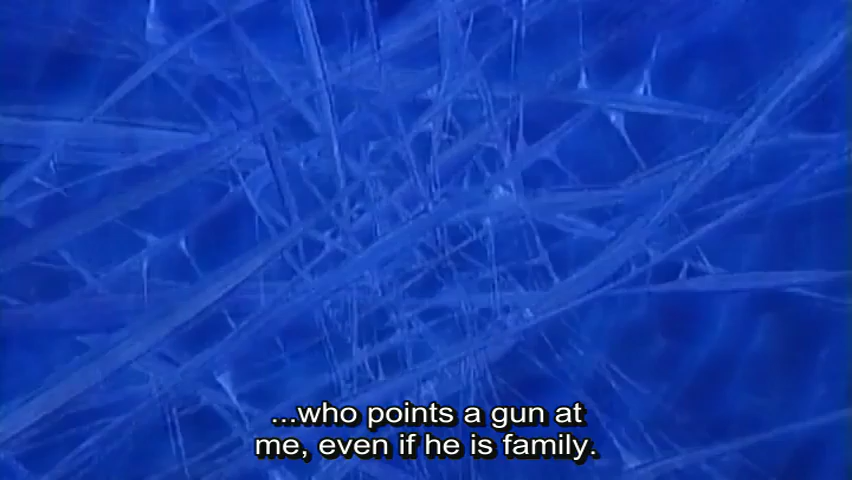 ...who points a gun at
me, even if he is family.